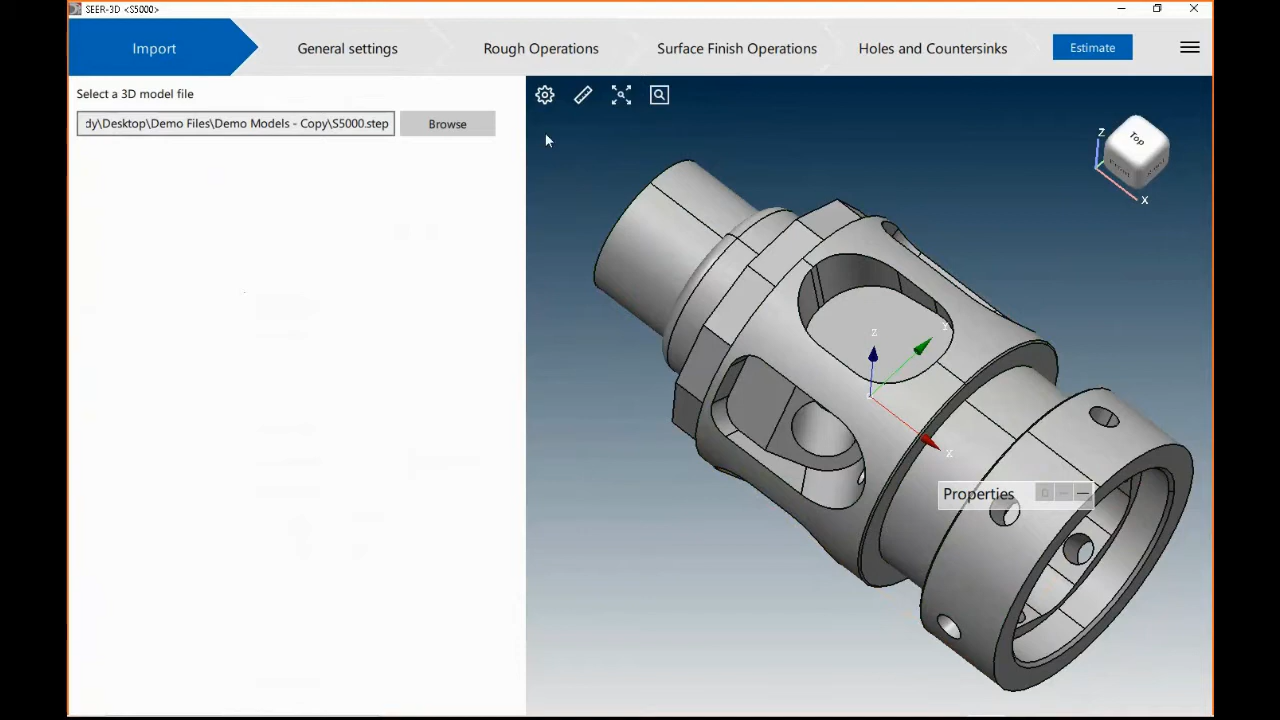 SEER-3D <S5000>
Import
General settings
Rough Operations
Surface Finish Operations
Holes and Countersinks
Estimate
Select a 3D model file
dy\Desktop\Demo Files\Demo Models - Copy\S5000.step
Browse
Top
Z
X
Z
X
Properties